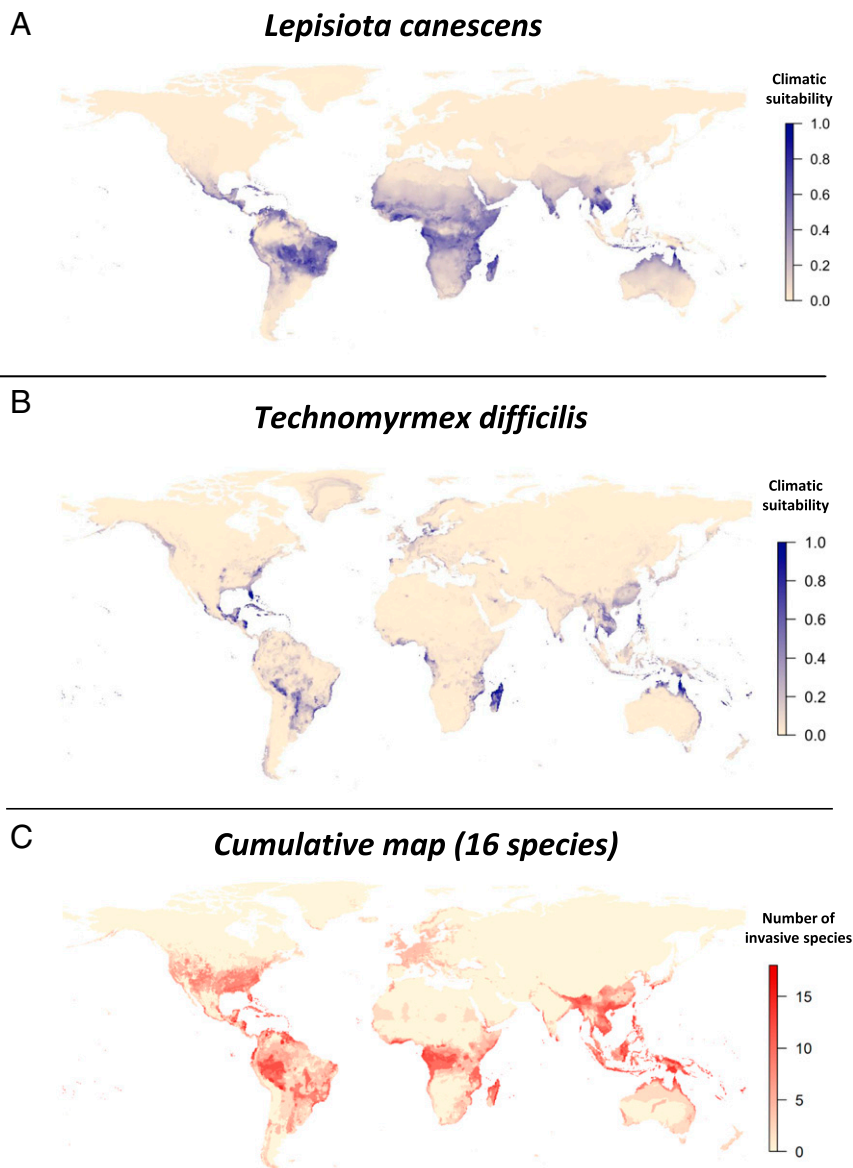 A
Lepisiota canescens
Climatic
suitability
1.0
0.8
0.6
0.4
0.2
0.0
B
Technomyrmex difficilis
Climatic
suitability
1.0
0.8
0.6
0.4
0.2
0.0
C
Cumulative map (16 species)
Number of
invasive species
15
10
5
0